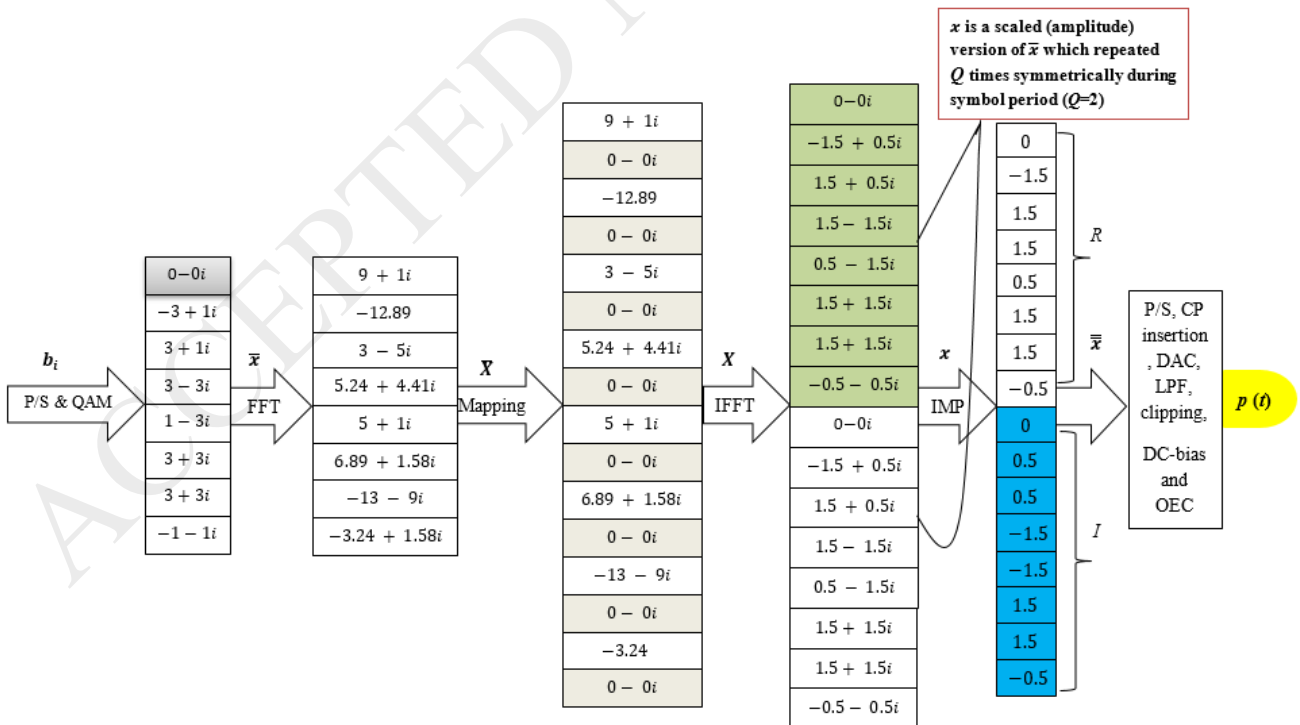 ACCEPTED
x is a scaled (amplitude)
version of x̄ which repeated
Q times symmetrically during
symbol period (Q=2)
b_i
P/S & QAM
0−0i
−3 + 1i
3 + 1i
3 − 3i
1 − 3i
3 + 3i
3 + 3i
−1 − 1i
x̄
FFT
9 + 1i
−12.89
3 − 5i
5.24 + 4.41i
5 + 1i
6.89 + 1.58i
−13 − 9i
−3.24 + 1.58i
X̄
Mapping
9 + 1i
0 − 0i
−12.89
0 − 0i
3 − 5i
0 − 0i
5.24 + 4.41i
0 − 0i
5 + 1i
0 − 0i
6.89 + 1.58i
0 − 0i
−13 − 9i
0 − 0i
−3.24
0 − 0i
X
IFFT
0−0i
−1.5 + 0.5i
1.5 + 0.5i
1.5− 1.5i
0.5 − 1.5i
1.5 + 1.5i
1.5 + 1.5i
−0.5 − 0.5i
0−0i
−1.5 + 0.5i
1.5 + 0.5i
1.5 − 1.5i
0.5 − 1.5i
1.5 + 1.5i
1.5 + 1.5i
−0.5 − 0.5i
x
IMP
0
−1.5
1.5
1.5
0.5
1.5
1.5
−0.5
0
0.5
0.5
−1.5
−1.5
1.5
1.5
−0.5
R
I
x̿
P/S, CP
insertion
, DAC,
LPF,
clipping,
DC-bias
and
OEC
p (t)